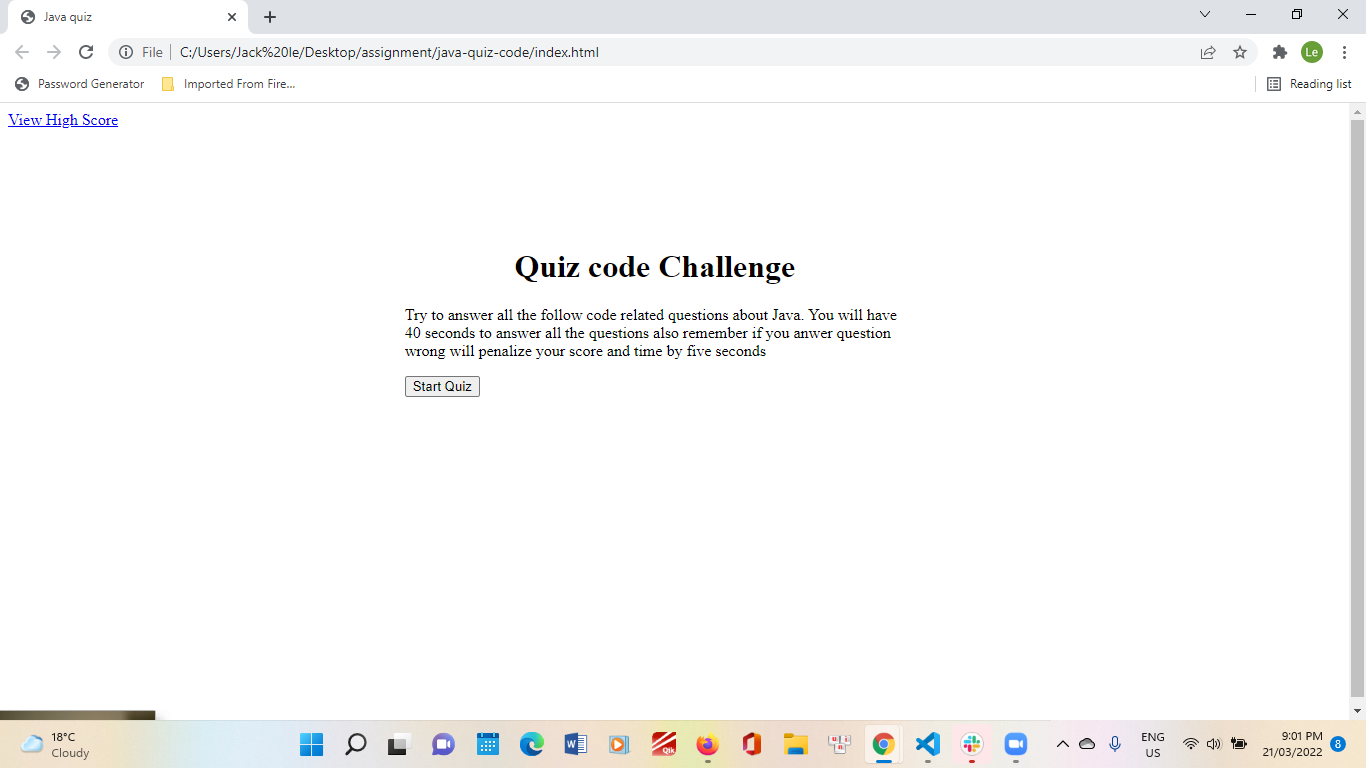 Java quiz
File
C:/Users/Jack%20le/Desktop/assignment/java-quiz-code/index.html
Le
Password Generator
Imported From Fire...
Reading list
View High Score
Quiz code Challenge
Try to answer all the follow code related questions about Java. You will have
40 seconds to answer all the questions also remember if you anwer question
wrong will penalize your score and time by five seconds
Start Quiz
18°C
Cloudy
Qik
ENG
US
9:01 PM
21/03/2022
8